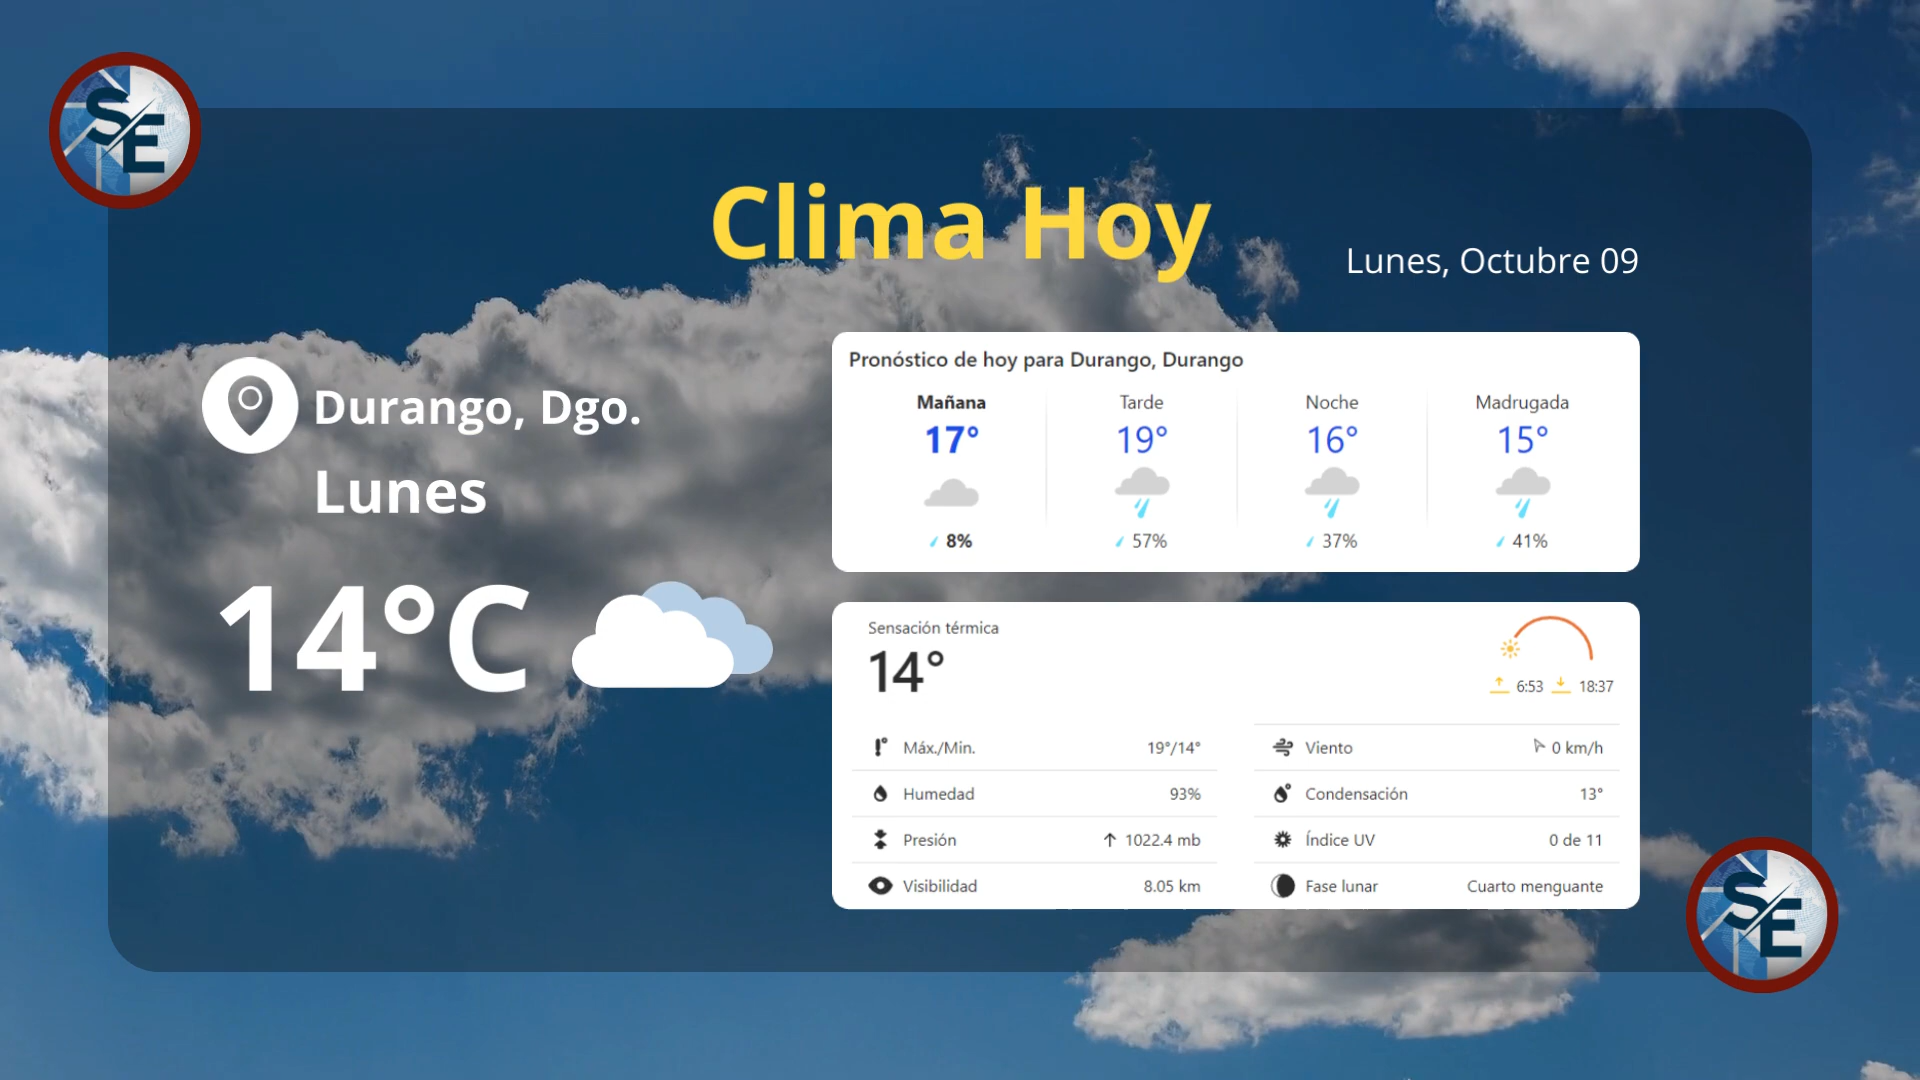 SE
Clima Hoy
Lunes, Octubre 09
Durango, Dgo.
Lunes
14°C
Pronóstico de hoy para Durango, Durango
Mañana Tarde Noche Madrugada
17° 19° 16° 15°
8% 57% 37% 41%
Sensación térmica
14°
6:53 18:37
Máx./Min. 19°/14°
Humedad 93%
Presión ↑ 1022.4 mb
Visibilidad 8.05 km
Viento 0 km/h
Condensación 13°
Índice UV 0 de 11
Fase lunar Cuarto menguante
SE